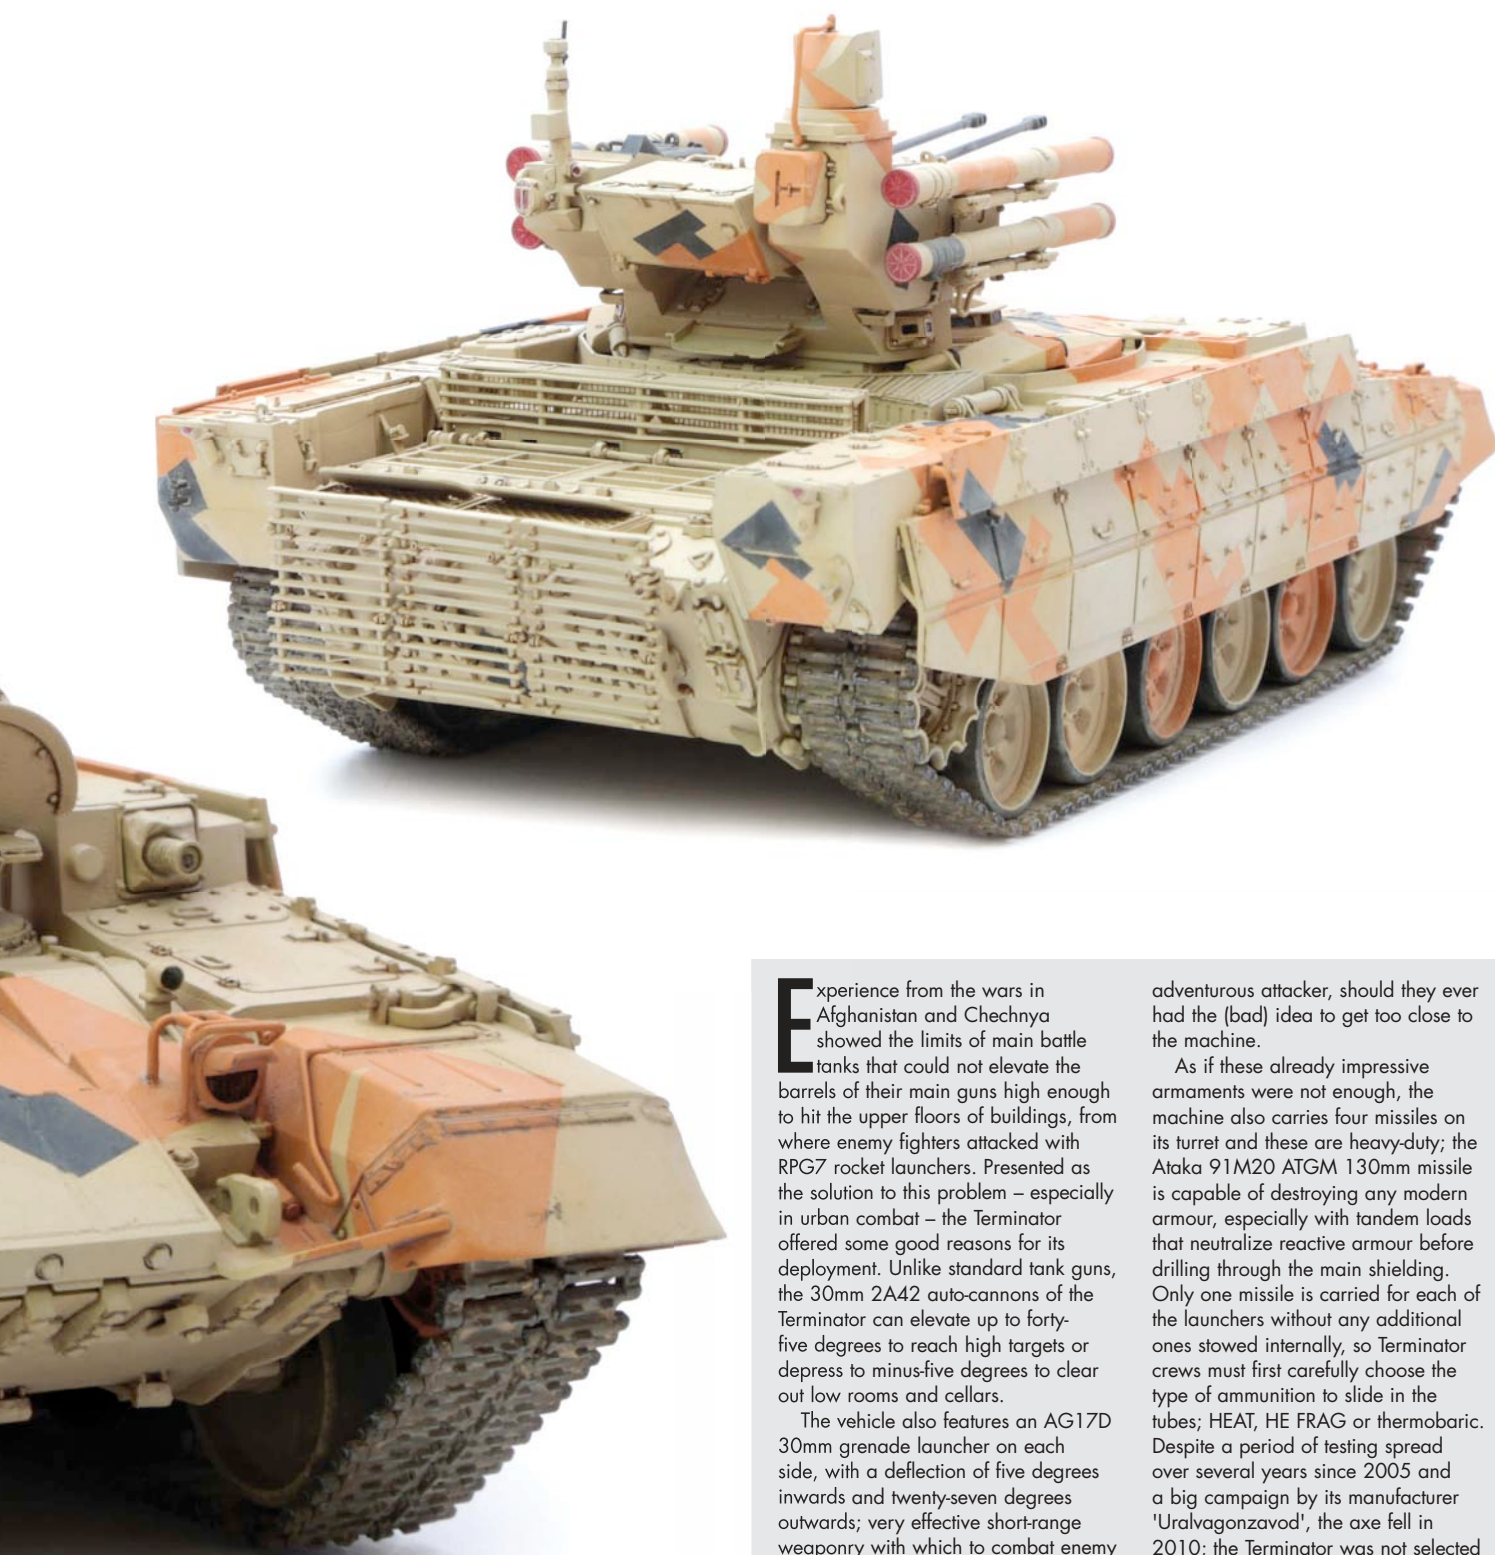 Experience from the wars in
Afghanistan and Chechnya
showed the limits of main battle
tanks that could not elevate the
barrels of their main guns high enough
to hit the upper floors of buildings, from
where enemy fighters attacked with
RPG7 rocket launchers. Presented as
the solution to this problem – especially
in urban combat – the Terminator
offered some good reasons for its
deployment. Unlike standard tank guns,
the 30mm 2A42 auto-cannons of the
Terminator can elevate up to forty-
five degrees to reach high targets or
depress to minus-five degrees to clear
out low rooms and cellars.
The vehicle also features an AG17D
30mm grenade launcher on each
side, with a deflection of five degrees
inwards and twenty-seven degrees
outwards; very effective short-range
weaponry with which to combat enemy
adventurous attacker, should they ever
had the (bad) idea to get too close to
the machine.
As if these already impressive
armaments were not enough, the
machine also carries four missiles on
its turret and these are heavy-duty; the
Ataka 91M20 ATGM 130mm missile
is capable of destroying any modern
armour, especially with tandem loads
that neutralize reactive armour before
drilling through the main shielding.
Only one missile is carried for each of
the launchers without any additional
ones stowed internally, so Terminator
crews must first carefully choose the
type of ammunition to slide in the
tubes; HEAT, HE FRAG or thermobaric.
Despite a period of testing spread
over several years since 2005 and
a big campaign by its manufacturer
'Uralvagonzavod', the axe fell in
2010; the Terminator was not selected